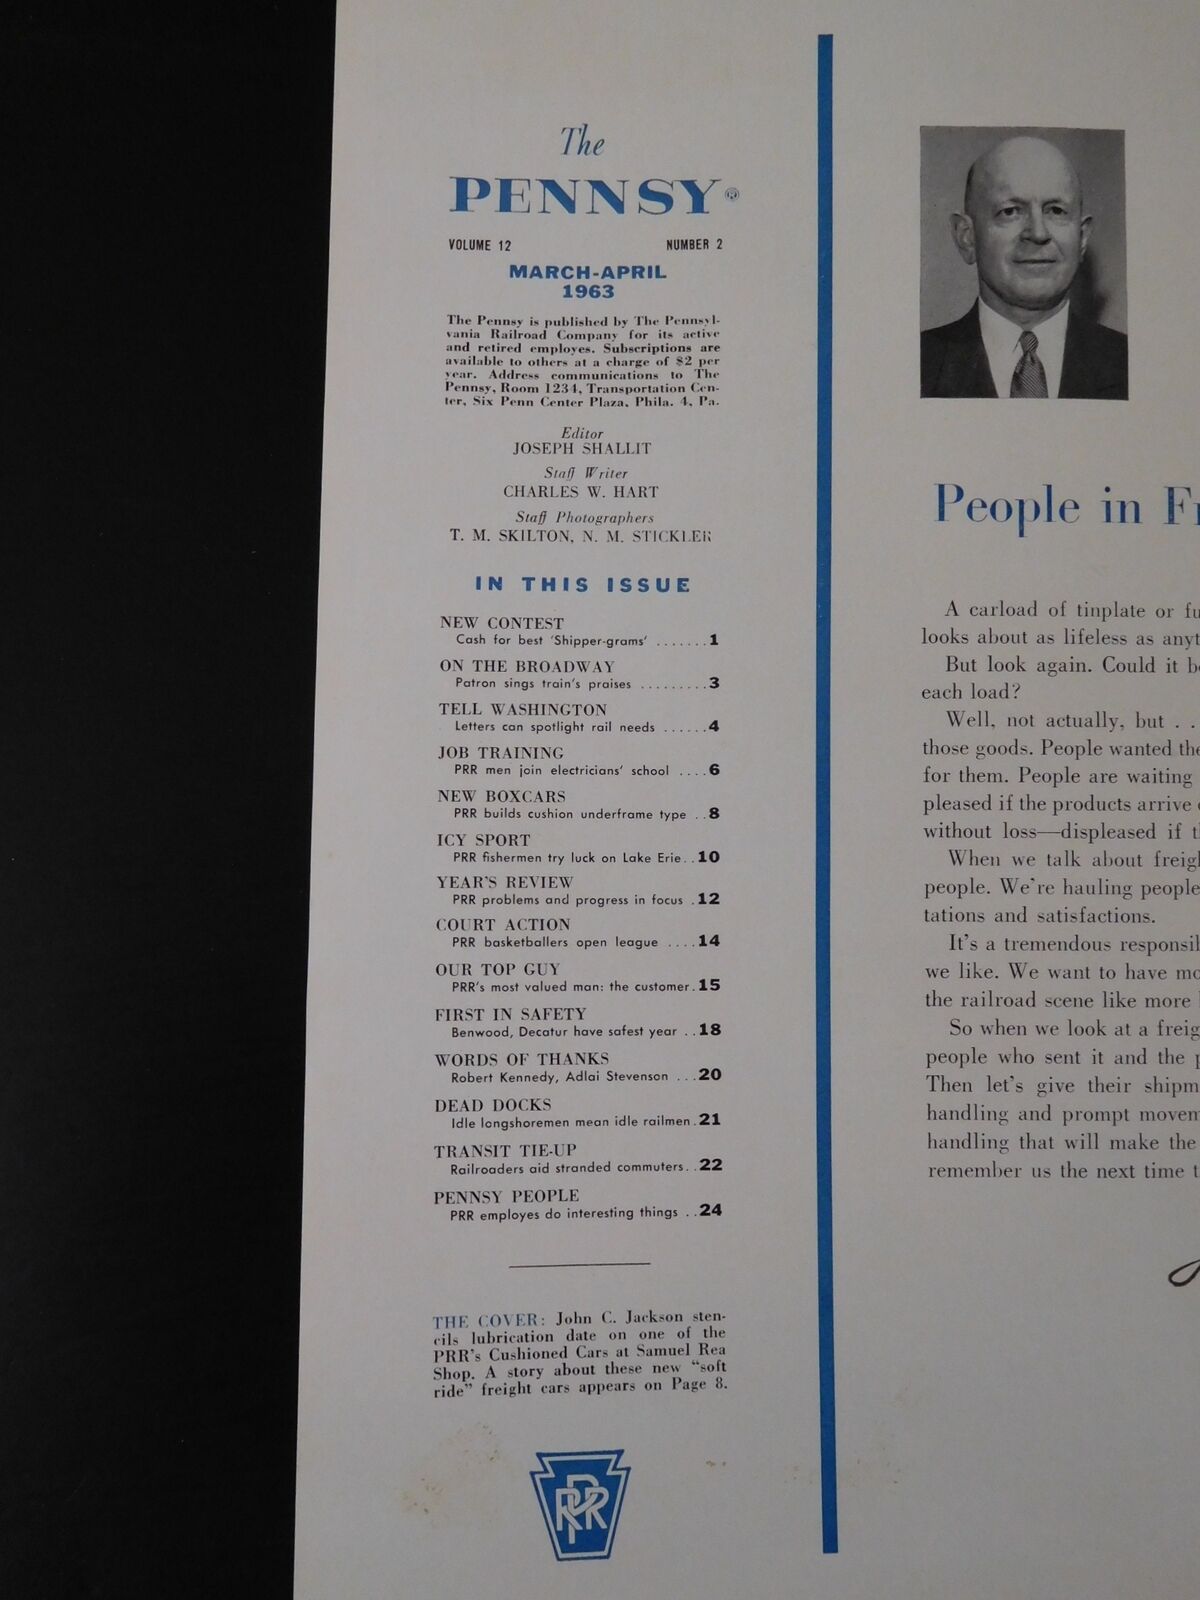 The
PENNSY®
VOLUME 12 NUMBER 2
MARCH-APRIL
1963
The Pennsy is published by The Pennsyl-
vania Railroad Company for its active
and retired employes. Subscriptions are
available to others at a charge of $2 per
year. Address communications to The
Pennsy, Room 1234, Transportation Cen-
ter, Six Penn Center Plaza, Phila. 4, Pa.
Editor
JOSEPH SHALLIT
Staff Writer
CHARLES W. HART
Staff Photographers
T. M. SKILTON, N. M. STICKLER
IN THIS ISSUE
NEW CONTEST
Cash for best 'Shipper-grams' .......1
ON THE BROADWAY
Patron sings train's praises .........3
TELL WASHINGTON
Letters can spotlight rail needs ......4
JOB TRAINING
PRR men join electricians' school ....6
NEW BOXCARS
PRR builds cushion underframe type ..8
ICY SPORT
PRR fishermen try luck on Lake Erie..10
YEAR'S REVIEW
PRR problems and progress in focus .12
COURT ACTION
PRR basketballers open league ....14
OUR TOP GUY
PRR's most valued man: the customer.15
FIRST IN SAFETY
Benwood, Decatur have safest year ..18
WORDS OF THANKS
Robert Kennedy, Adlai Stevenson ...20
DEAD DOCKS
Idle longshoremen mean idle railmen.21
TRANSIT TIE-UP
Railroaders aid stranded commuters..22
PENNSY PEOPLE
PRR employes do interesting things ..24
THE COVER: John C. Jackson sten-
cils lubrication date on one of the
PRR's Cushioned Cars at Samuel Rea
Shop. A story about these new "soft
ride" freight cars appears on Page 8.
PRR
People in
A carload of tinplate or
looks about as lifeless as
But look again. Could it
each load?
Well, not actually, but . .
those goods. People wanted
for them. People are waiting
pleased if the products arrive
without loss—displeased if
When we talk about
people. We're hauling people
tations and satisfactions.
It's a tremendous
we like. We want to have
the railroad scene like more
So when we look at a
people who sent it and the
Then let's give their
handling and prompt
handling that will make the
remember us the next time